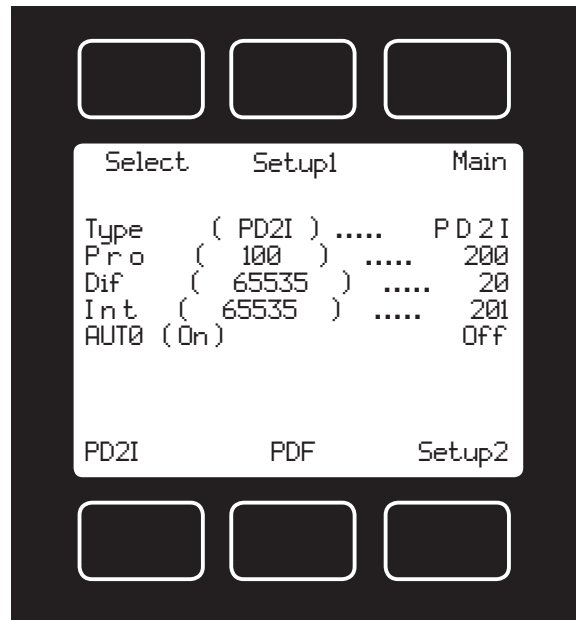 Select Setup1 Main
Type ( PD2I ) ..... PD2I
Pro ( 100 ) ..... 200
Dif ( 65535 ) ..... 20
Int ( 65535 ) ..... 201
AUT0 (On) Off
PD2I PDF Setup2